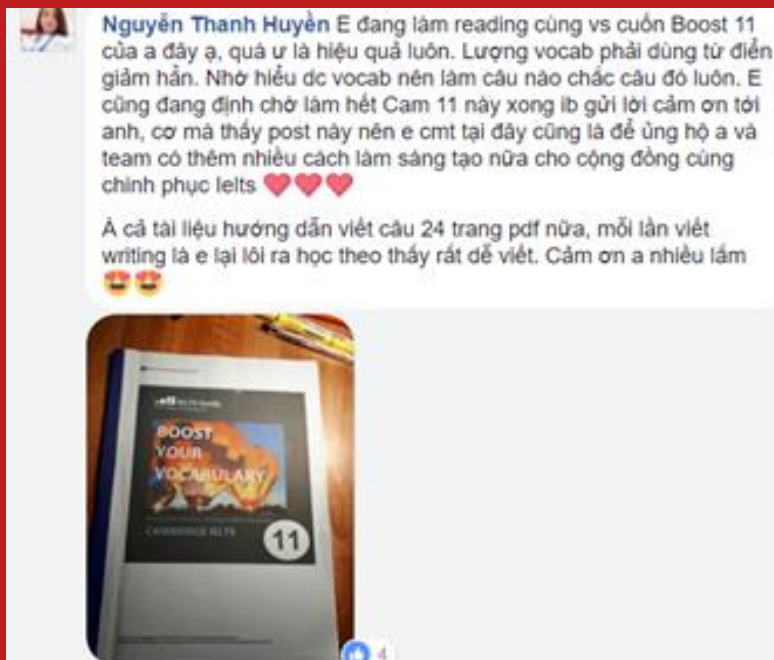 Nguyễn Thanh Huyền E đang làm reading cùng vs cuốn Boost 11
của a đây ạ, quả ư là hiệu quả luôn. Lượng vocab phải dùng từ điển
giảm hẳn. Nhờ hiểu dc vocab nên làm câu nào chắc câu đó luôn. E
cũng đang định chờ làm hết Cam 11 này xong ib gửi lời cảm ơn tới
anh, cơ mà thấy post này nên e cmt tại đây cũng là để ủng hộ a và
team có thêm nhiều cách làm sáng tạo nữa cho cộng đồng cùng
chinh phục Ielts ❤️❤️❤️
À cả tài liệu hướng dẫn viết câu 24 trang pdf nữa, mỗi lần viết
writing là e lại lôi ra học theo thấy rất dễ viết. Cảm ơn a nhiều lắm
😍😍
BOOST
YOUR
VOCABULARY
CAMBRIDGE IELTS
11
4